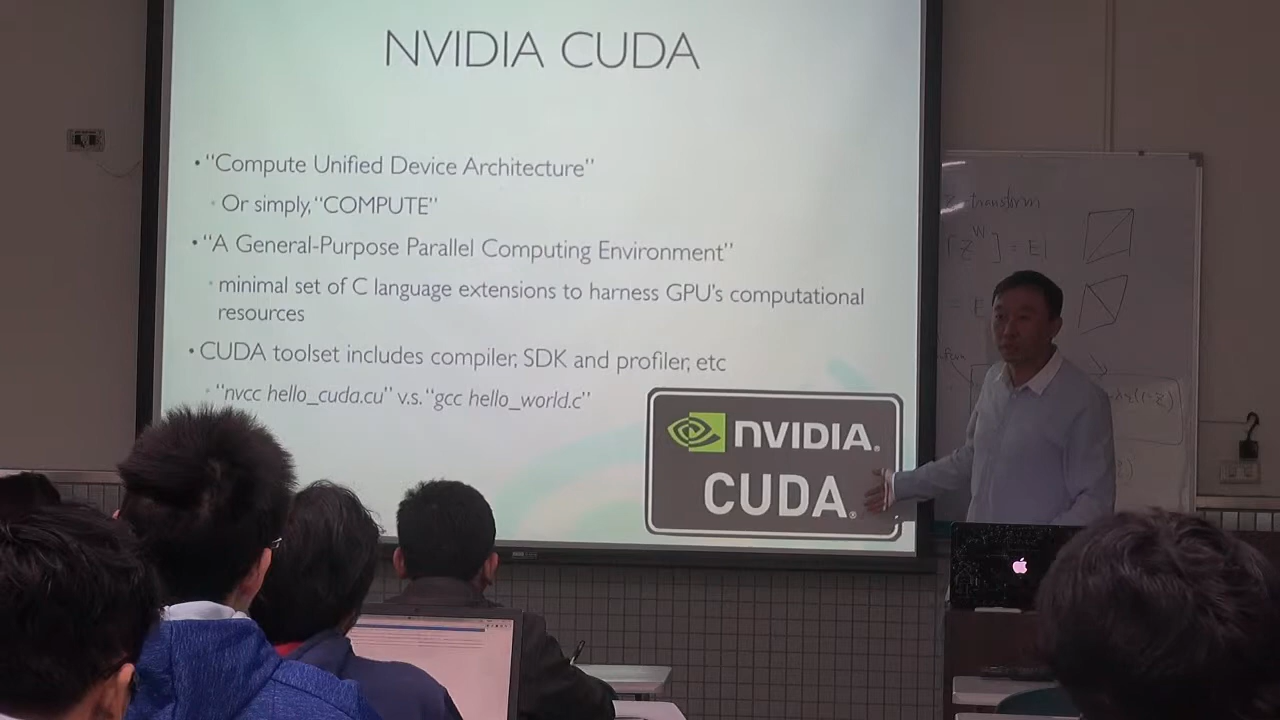 NVIDIA CUDA
• "Compute Unified Device Architecture"
• Or simply, "COMPUTE"
• "A General-Purpose Parallel Computing Environment"
• minimal set of C language extensions to harness GPU's computational
resources
• CUDA toolset includes compiler, SDK and profiler, etc
• "nvcc hello_cuda.cu" v.s. "gcc hello_world.c"
NVIDIA.
CUDA®
transform
[Z^W] = E[
= E